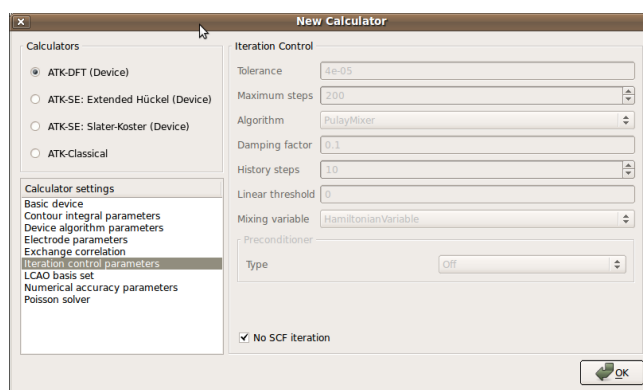 New Calculator
Calculators
ATK-DFT (Device)
ATK-SE: Extended Hückel (Device)
ATK-SE: Slater-Koster (Device)
ATK-Classical
Calculator settings
Basic device
Contour integral parameters
Device algorithm parameters
Electrode parameters
Exchange correlation
Iteration control parameters
LCAO basis set
Numerical accuracy parameters
Poisson solver
Iteration Control
Tolerance 4e-05
Maximum steps 200
Algorithm PulayMixer
Damping factor 0.1
History steps 10
Linear threshold 0
Mixing variable HamiltonianVariable
Preconditioner
Type Off
No SCF iteration
OK